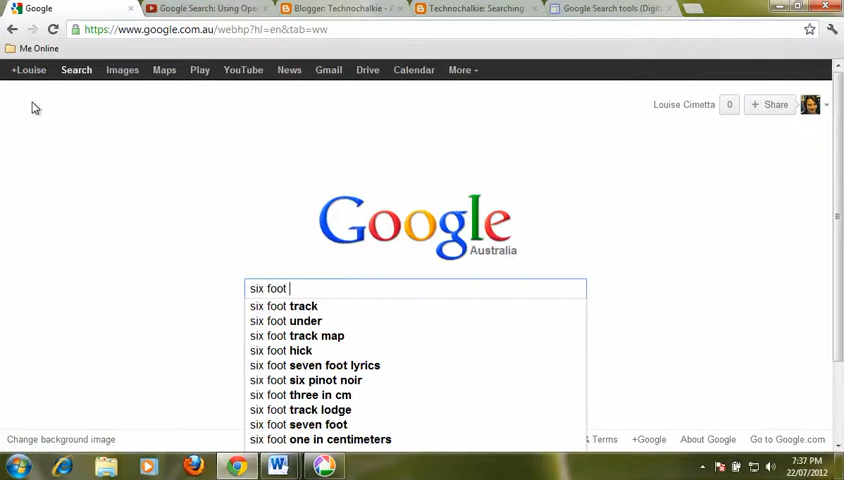 Google
Google Search: Using Oper
Blogger: Technochalkie - A
Technochalkie: Searching
Google Search tools (Digita
https://www.google.com.au/webhp?hl=en&tab=ww
Me Online
+Louise Search Images Maps Play YouTube News Gmail Drive Calendar More
Louise Cimetta 0 + Share
Google
Australia
six foot
six foot track
six foot under
six foot track map
six foot hick
six foot seven foot lyrics
six foot six pinot noir
six foot three in cm
six foot track lodge
six foot seven foot
six foot one in centimeters
Change background image & Terms +Google About Google Go to Google.com
7:37 PM
22/07/2012